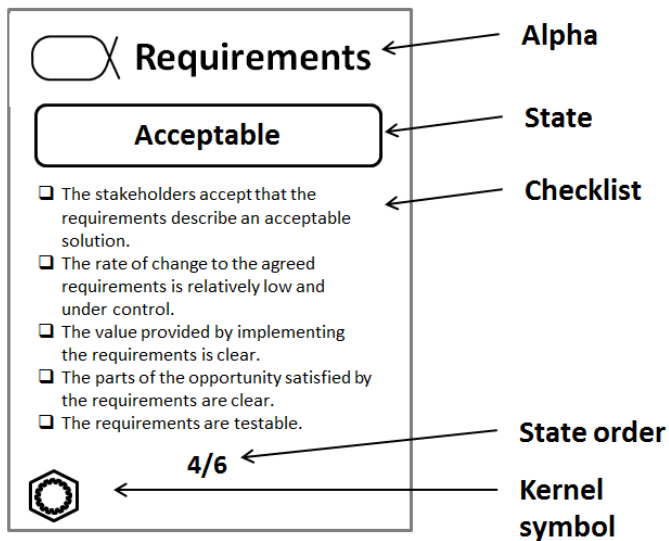 Requirements
Alpha
Acceptable
State
❑ The stakeholders accept that the
requirements describe an acceptable
solution.
Checklist
❑ The rate of change to the agreed
requirements is relatively low and
under control.
❑ The value provided by implementing
the requirements is clear.
❑ The parts of the opportunity satisfied by
the requirements are clear.
❑ The requirements are testable.
4/6
State order
Kernel
symbol